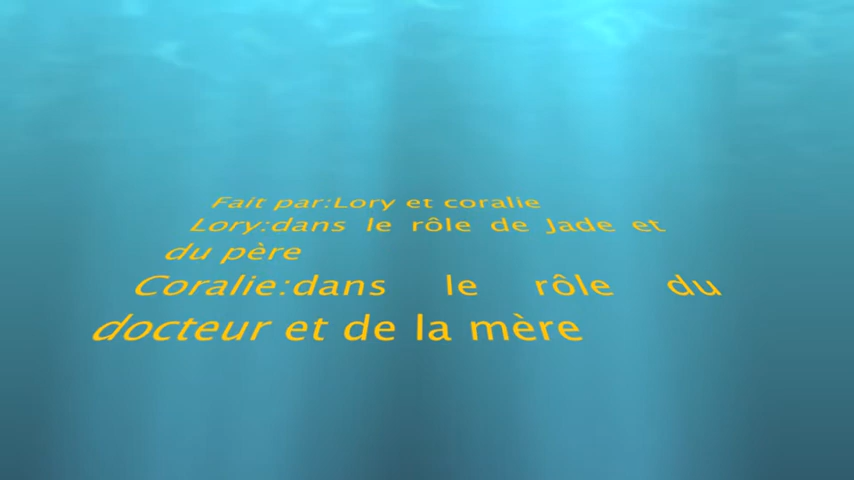 Fait par:Lory et coralie
Lory:dans le rôle de Jade et
du père
Coralie:dans le rôle du
docteur et de la mère